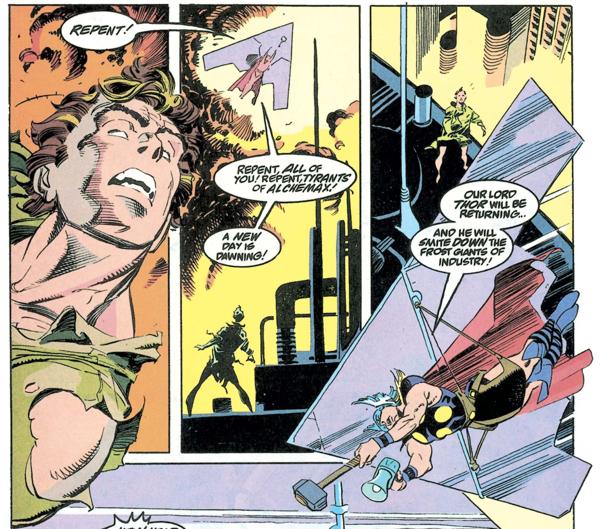 REPENT!
REPENT, ALL OF
YOU! REPENT, TYRANTS
OF ALCHEMAX!
A NEW
DAY IS
DAWNING!
OUR LORD
THOR WILL BE
RETURNING...
AND HE WILL
SMITE DOWN THE
FROST GIANTS OF
INDUSTRY!